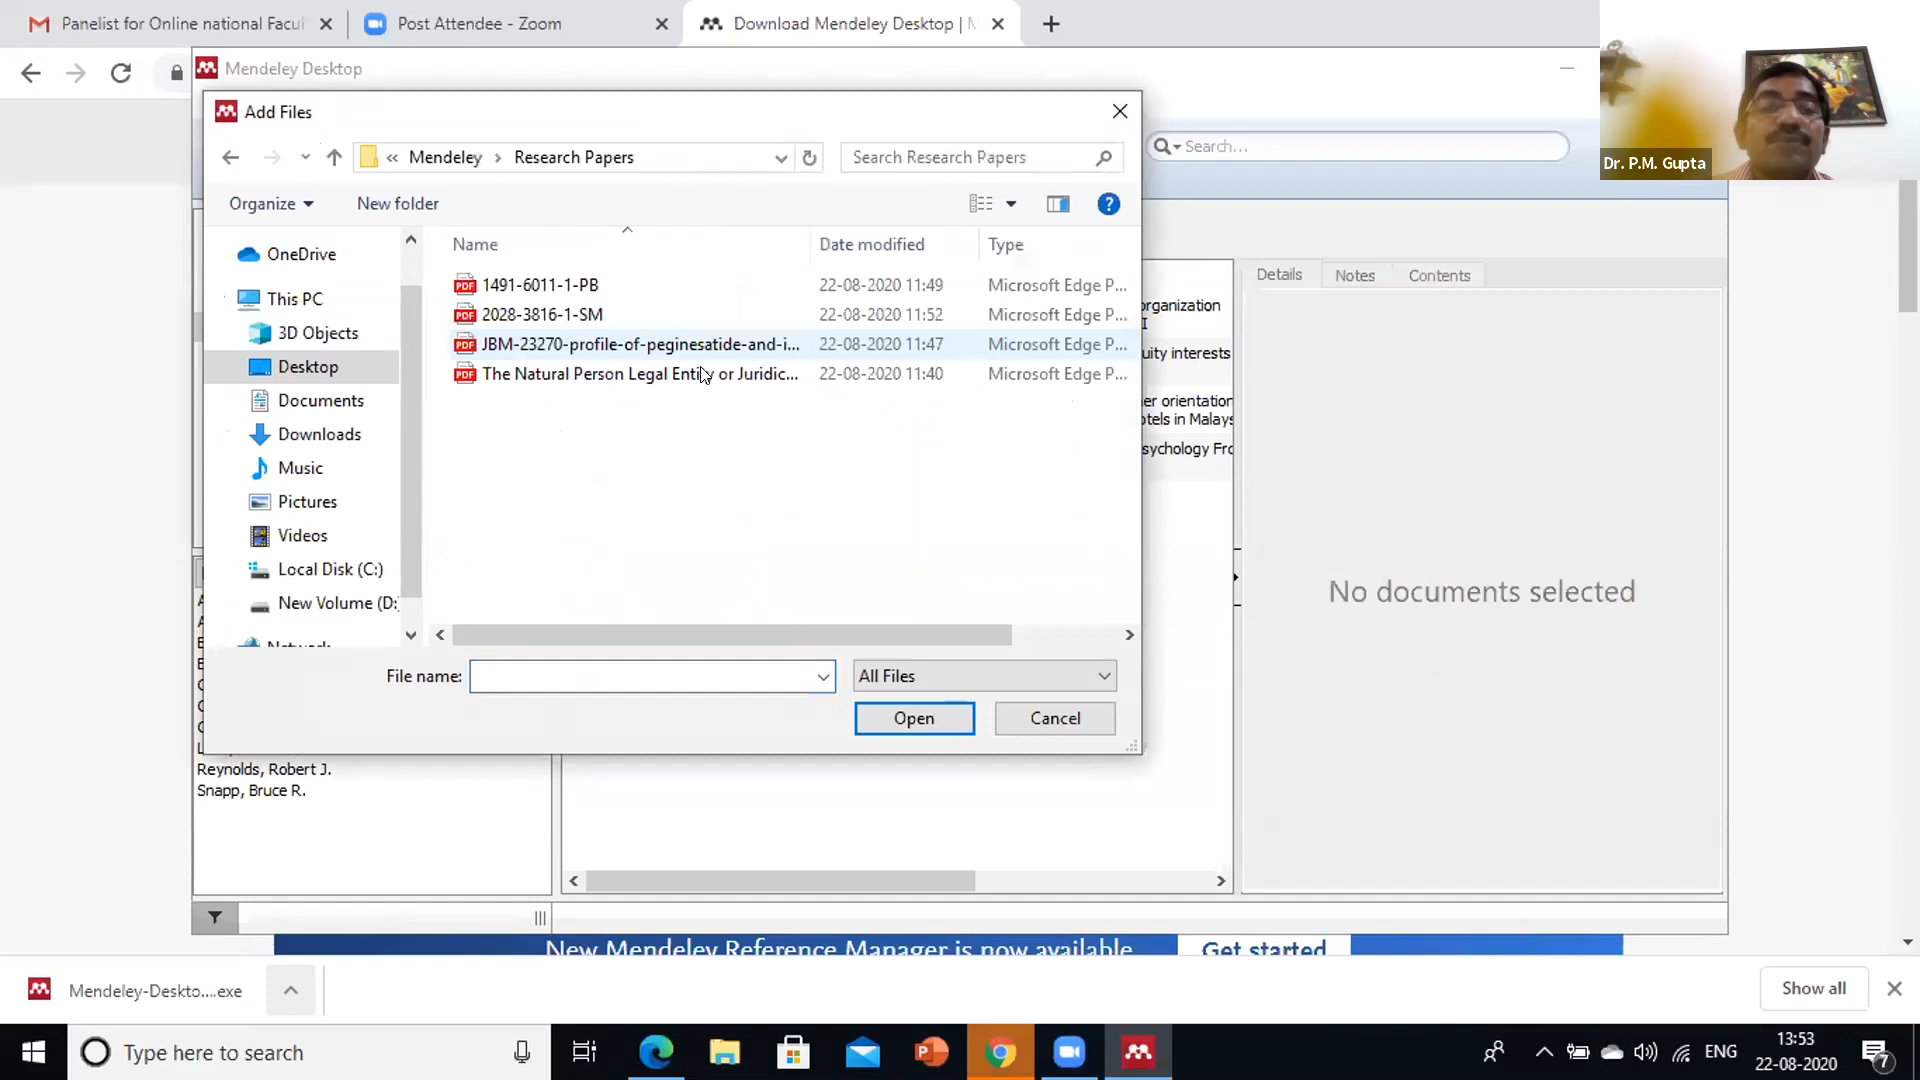 Panelist for Online national Facul
Post Attendee - Zoom
Download Mendeley Desktop | M
Mendeley Desktop
Add Files
« Mendeley > Research Papers
Search Research Papers
Search...
Dr. P.M. Gupta
Organize
New folder
OneDrive
This PC
3D Objects
Desktop
Documents
Downloads
Music
Pictures
Videos
Local Disk (C:)
New Volume (D:)
Network
Name Date modified Type
1491-6011-1-PB 22-08-2020 11:49 Microsoft Edge P...
2028-3816-1-SM 22-08-2020 11:52 Microsoft Edge P...
JBM-23270-profile-of-peginesatide-and-i... 22-08-2020 11:47 Microsoft Edge P...
The Natural Person Legal Entity or Juridic... 22-08-2020 11:40 Microsoft Edge P...
File name:
All Files
Open
Cancel
Details Notes Contents
rganization
uity interests
er orientation
otels in Malays
sychology Fro
No documents selected
Reynolds, Robert J.
Snapp, Bruce R.
New Mendeley Reference Manager is now available
Get started
Mendeley-Deskto....exe
Show all
Type here to search
ENG
13:53
22-08-2020
7